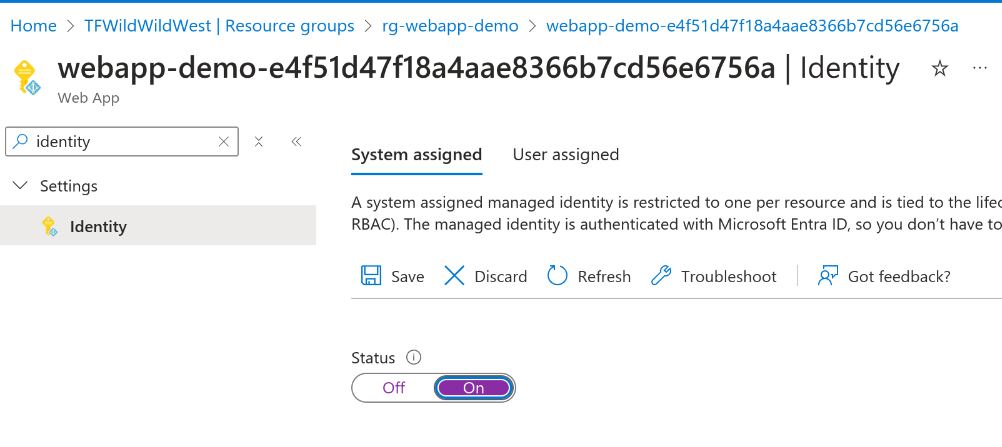 Home > TFWildWildWest | Resource groups > rg-webapp-demo > webapp-demo-e4f51d47f18a4aae8366b7cd56e6756a
webapp-demo-e4f51d47f18a4aae8366b7cd56e6756a | Identity
Web App
identity
System assigned User assigned
Settings
Identity
A system assigned managed identity is restricted to one per resource and is tied to the lifec
RBAC). The managed identity is authenticated with Microsoft Entra ID, so you don't have to
Save Discard Refresh Troubleshoot Got feedback?
Status
Off On